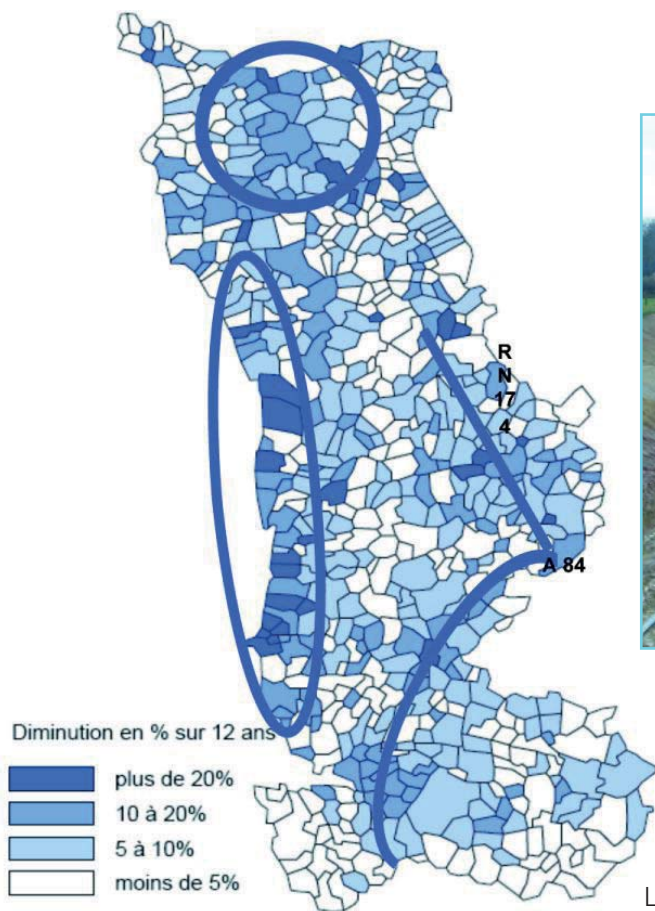 R
N
17
4
A 84
Diminution en % sur 12 ans
plus de 20%
10 à 20%
5 à 10%
moins de 5%
L